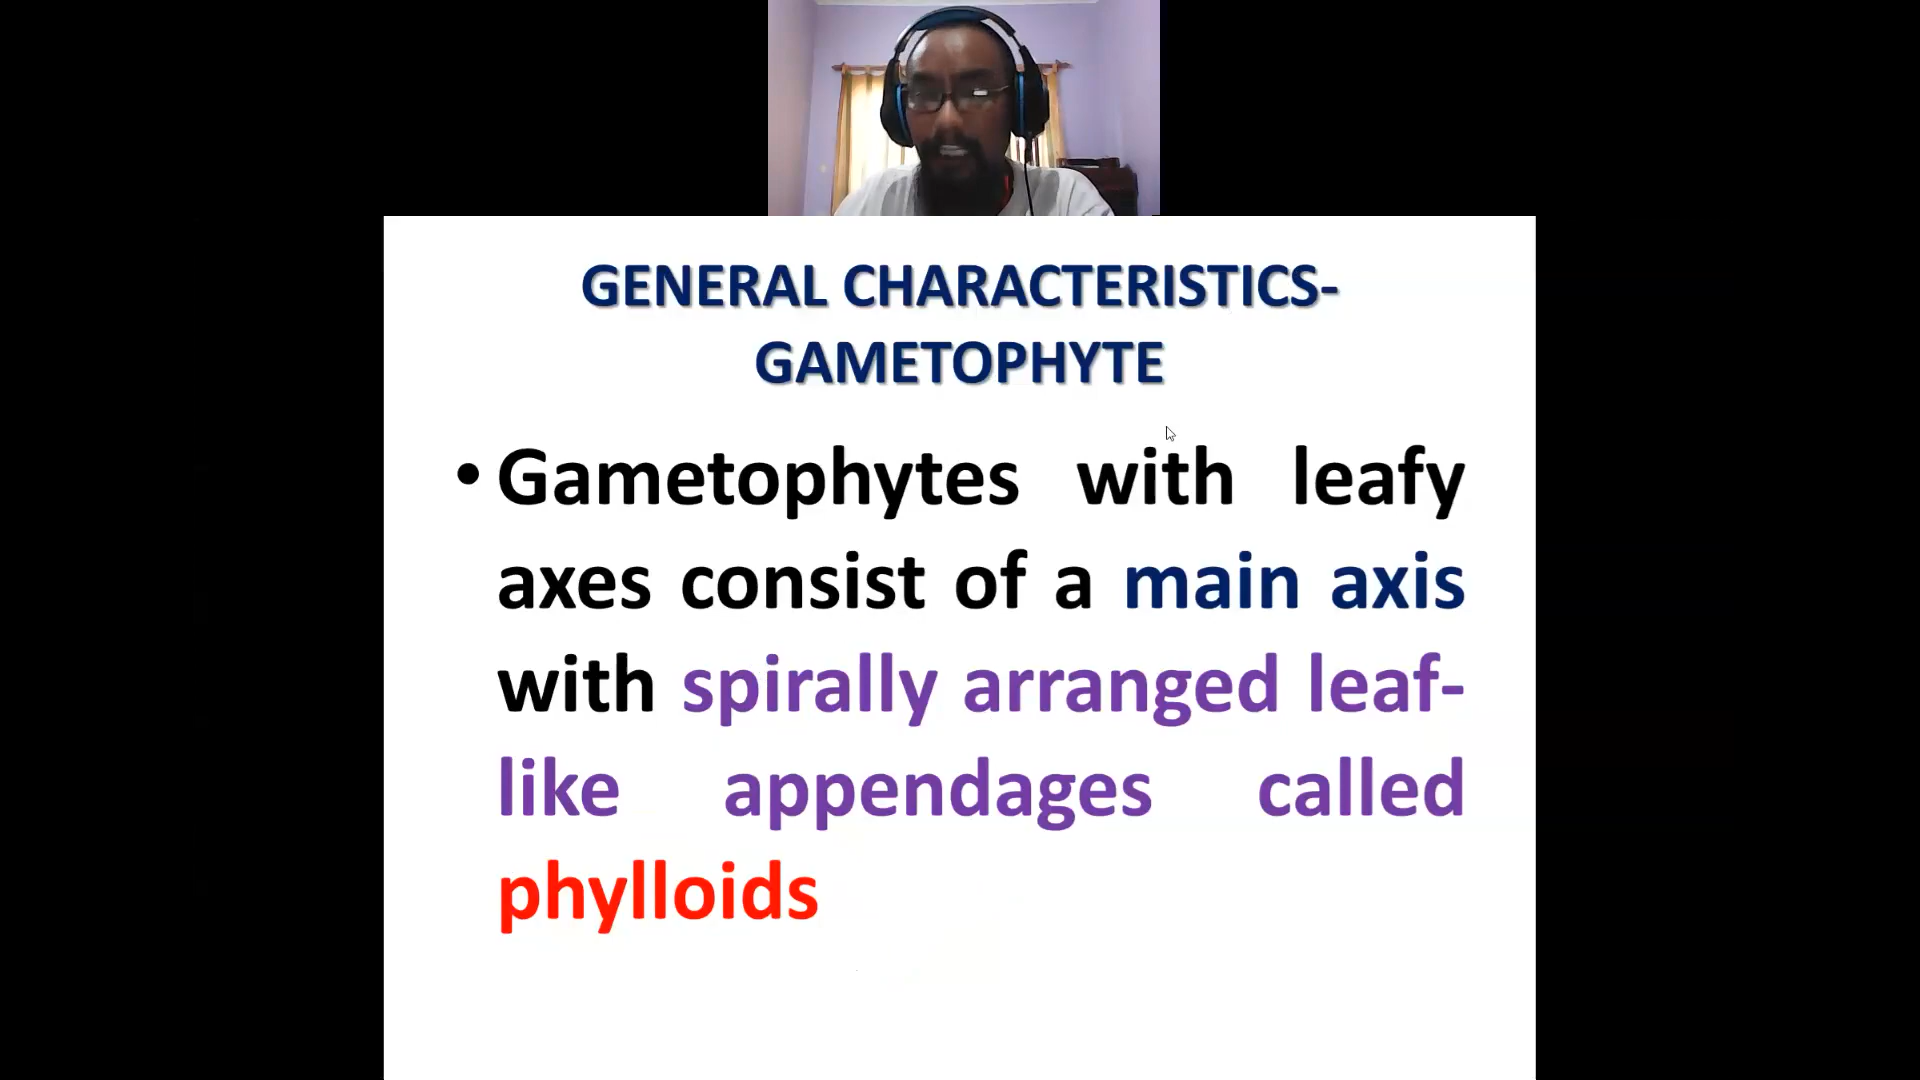 GENERAL CHARACTERISTICS-
GAMETOPHYTE
• Gametophytes with leafy
axes consist of a main axis
with spirally arranged leaf-
like appendages called
phylloids